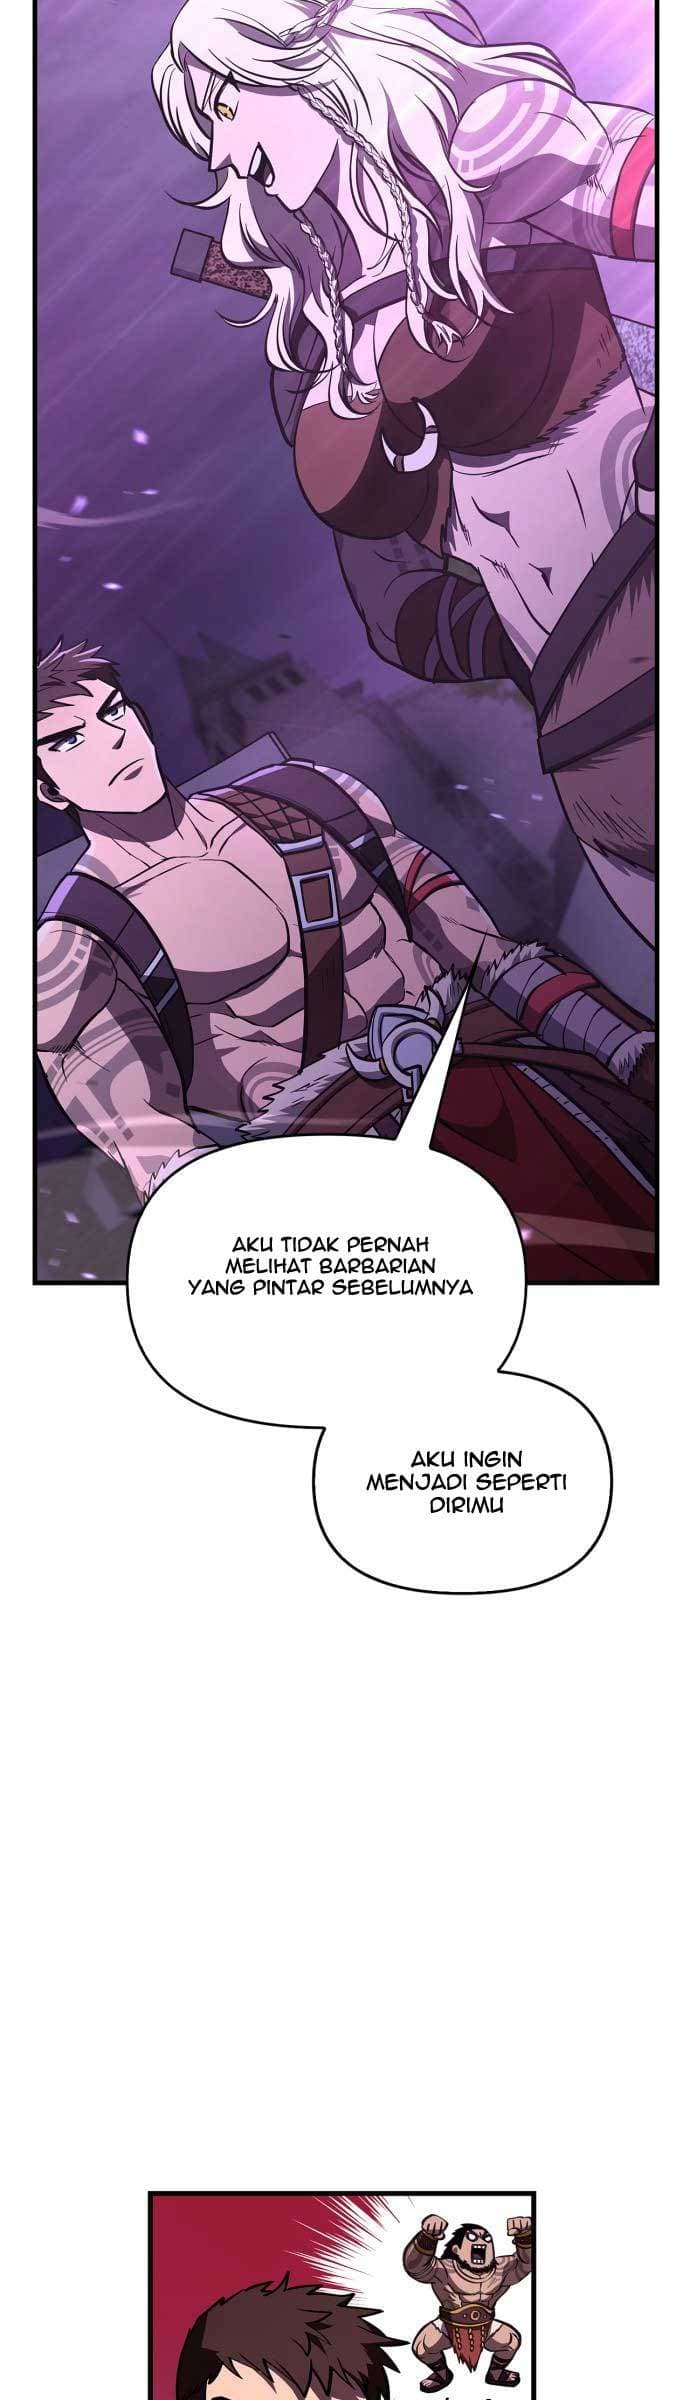 AKU TIDAK PERNAH
MELIHAT BARBARIAN
YANG PINTAR SEBELUMNYA
AKU INGIN
MENJADI SEPERTI
DIRIMU